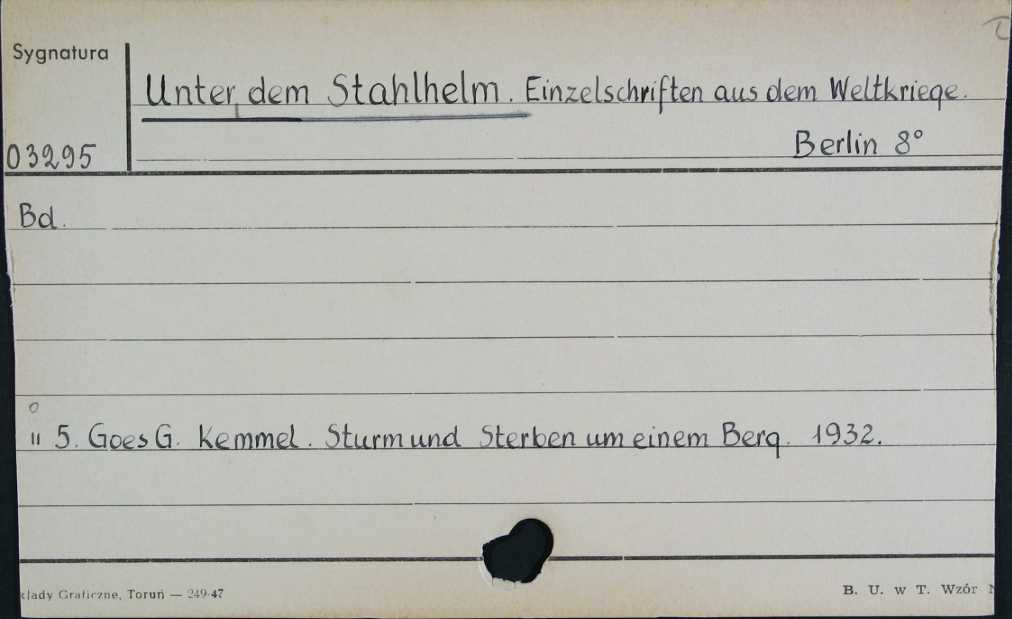 Sygnatura
Unter dem Stahlhelm. Einzelschriften aus dem Weltkriege.
03295
Berlin 8°
Bd.
" 5. Goes G. Kemmel. Sturm und Sterben um einem Berg. 1932.
kłady Graficzne, Toruń — 249-47
B. U. w T. Wzór